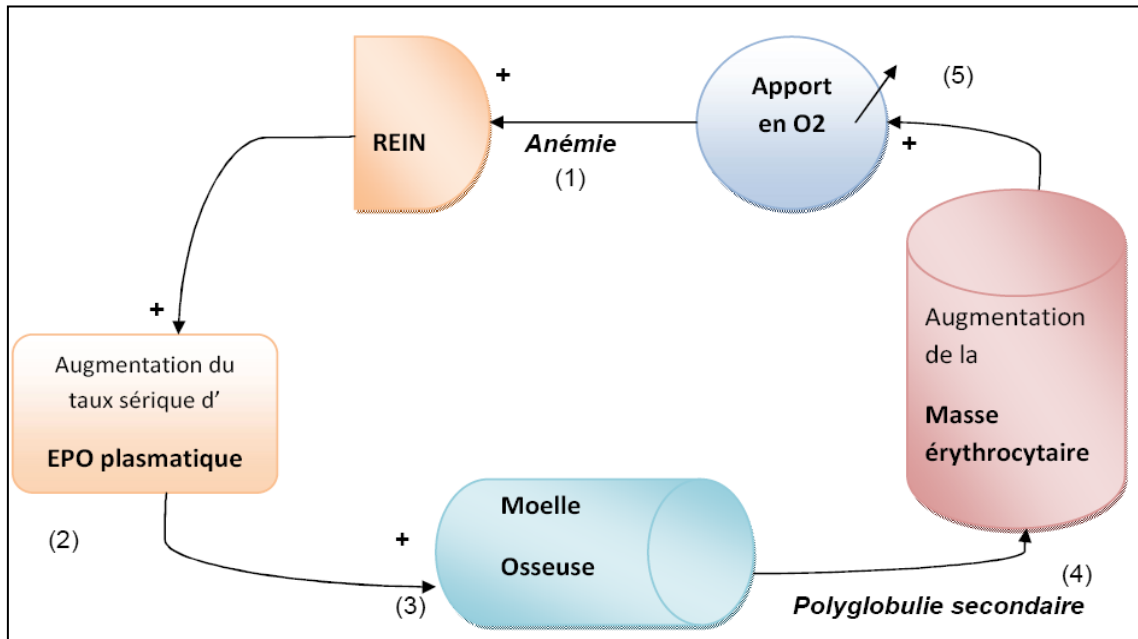 Apport
en O2
(5)
+
+
REIN
Anémie
(1)
+
Augmentation du
taux sérique d’
EPO plasmatique
(2)
+
(3)
Moelle
Osseuse
Augmentation
de la
Masse
érythrocytaire
(4)
Polyglobulie secondaire